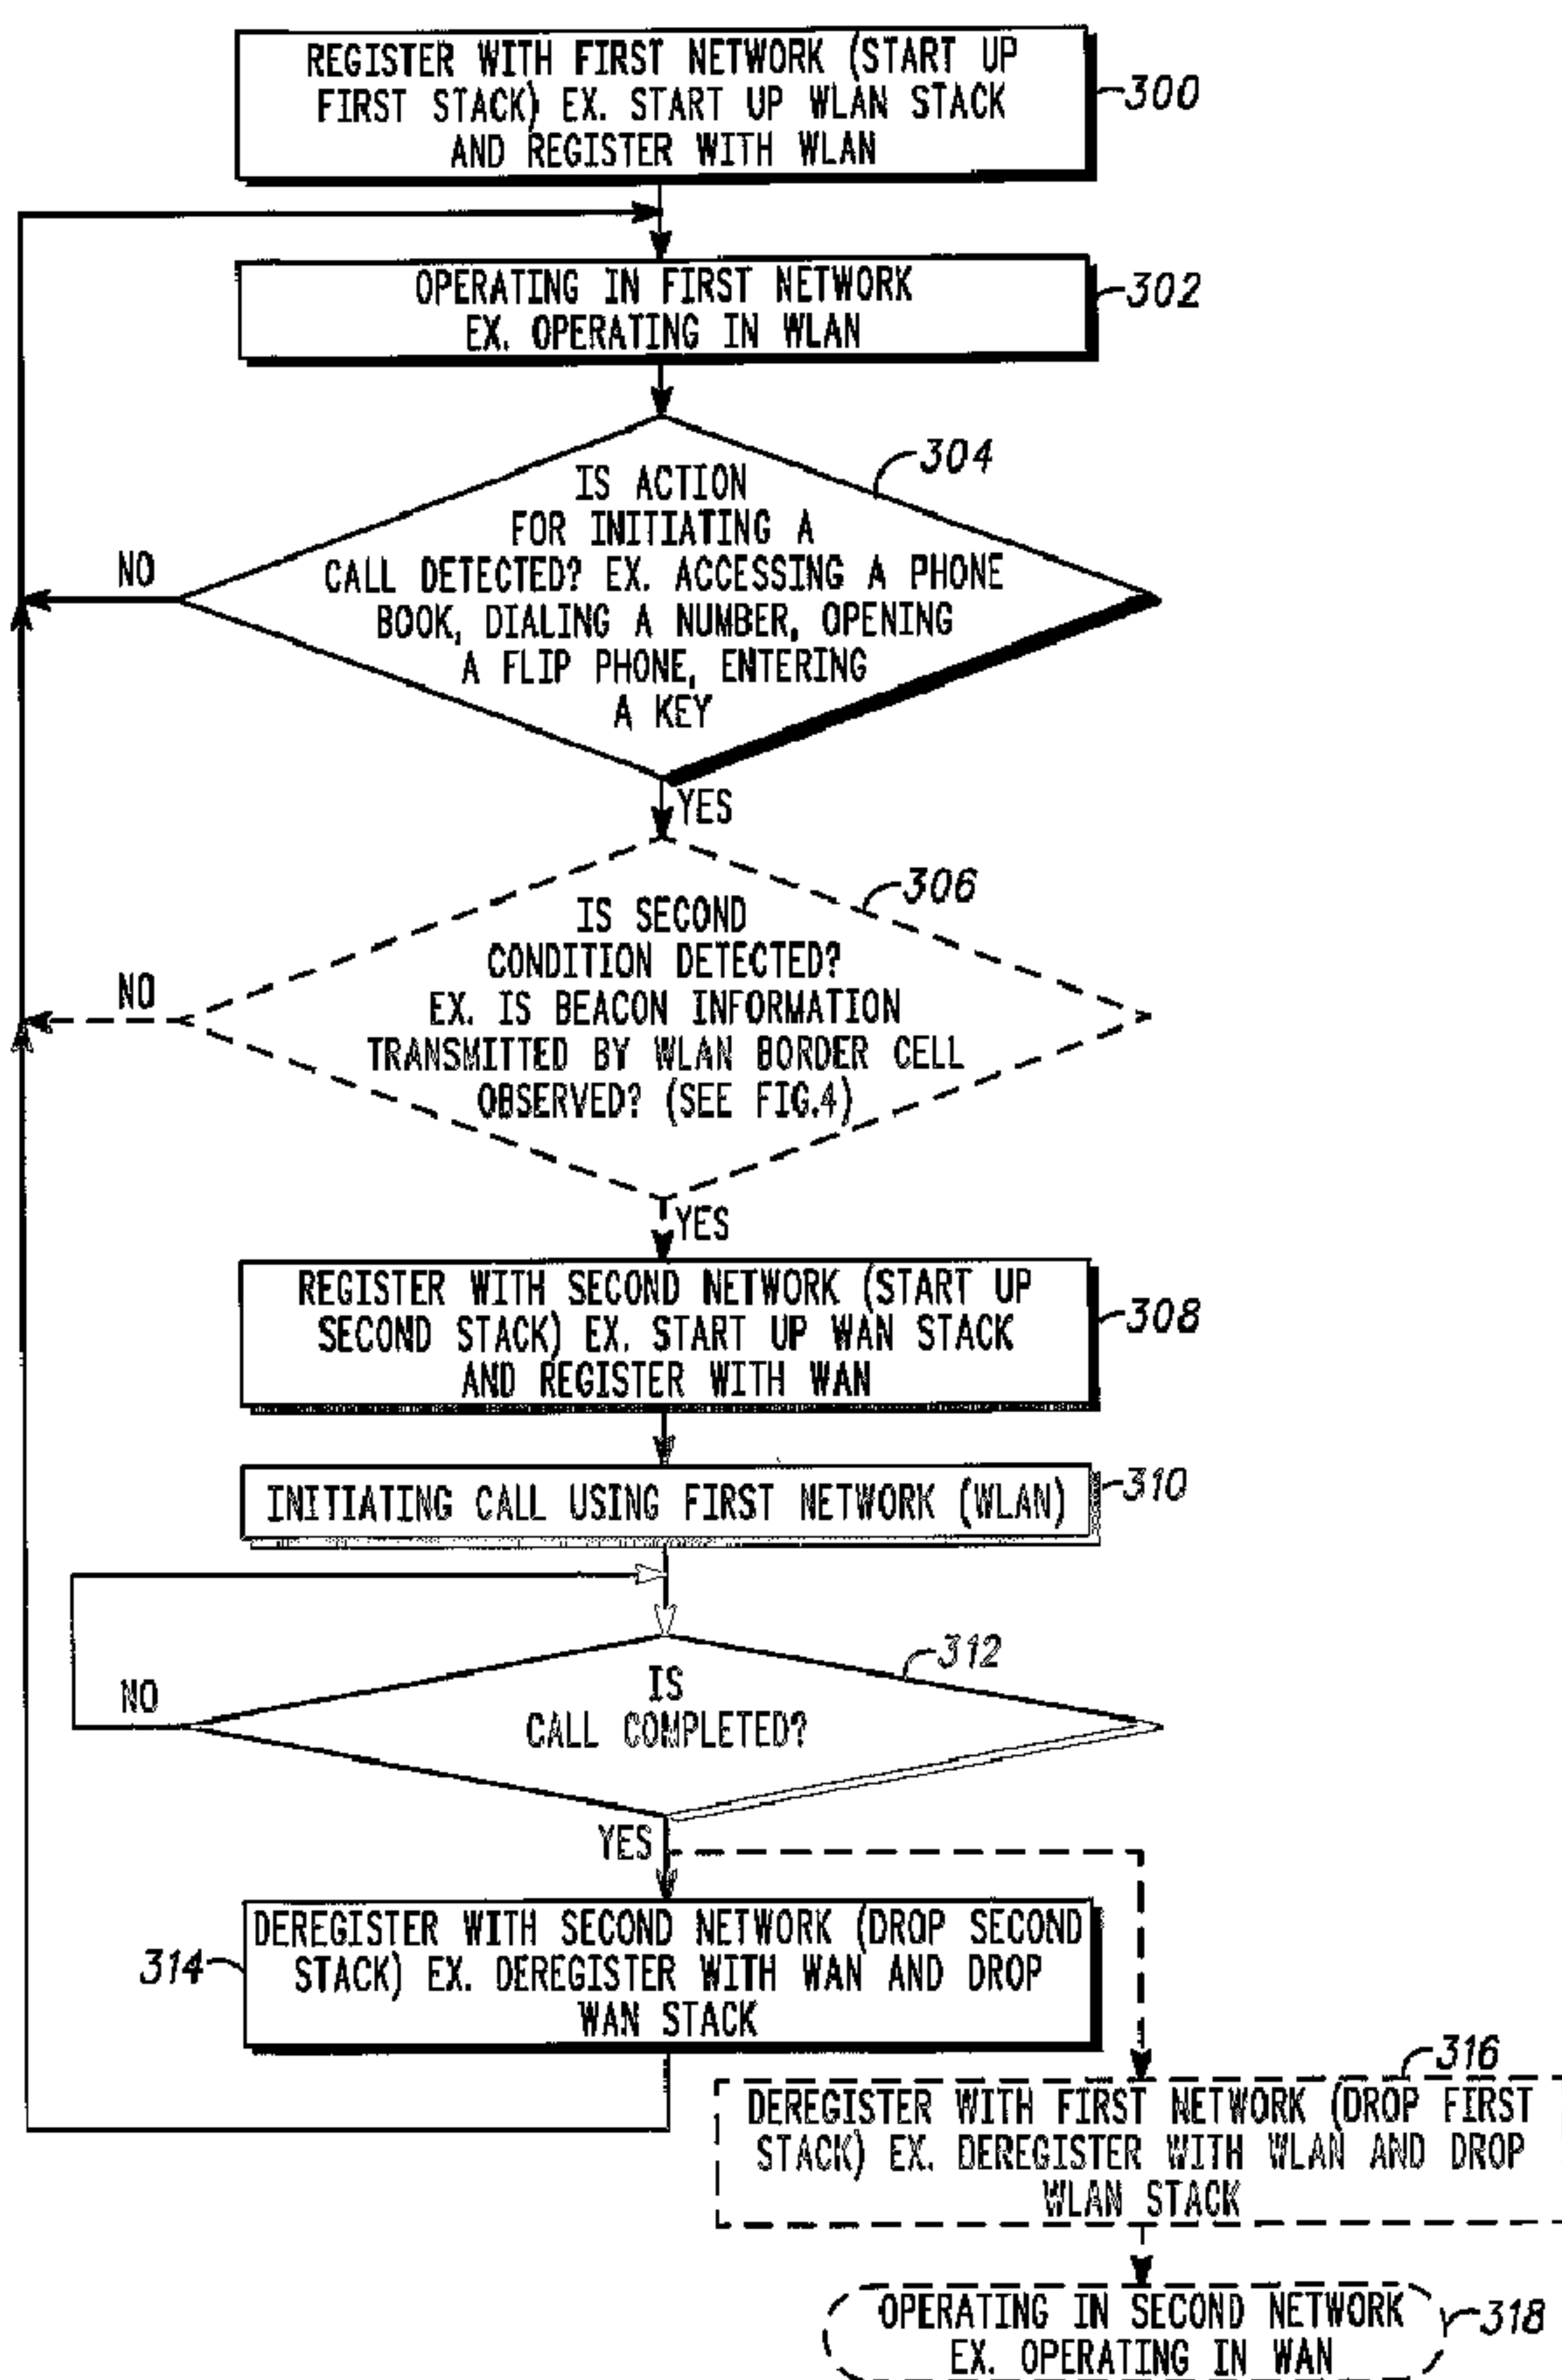 REGISTER WITH FIRST NETWORK (START UP
FIRST STACK) EX. START UP WLAN STACK
AND REGISTER WITH WLAN
300
OPERATING IN FIRST NETWORK
EX. OPERATING IN WLAN
302
304
IS ACTION
FOR INITIATING A
CALL DETECTED? EX. ACCESSING A PHONE
BOOK, DIALING A NUMBER, OPENING
A FLIP PHONE, ENTERING
A KEY
NO
YES
306
IS SECOND
CONDITION DETECTED?
EX. IS BEACON INFORMATION
TRANSMITTED BY WLAN BORDER CELL
OBSERVED? (SEE FIG.4)
NO
YES
REGISTER WITH SECOND NETWORK (START UP
SECOND STACK) EX. START UP WAN STACK
AND REGISTER WITH WAN
308
INITIATING CALL USING FIRST NETWORK (WLAN)
310
312
IS
CALL COMPLETED?
NO
YES
DEREGISTER WITH SECOND NETWORK (DROP SECOND
STACK) EX. DEREGISTER WITH WAN AND DROP
WAN STACK
314
316
DEREGISTER WITH FIRST NETWORK (DROP FIRST
STACK) EX. DEREGISTER WITH WLAN AND DROP
WLAN STACK
OPERATING IN SECOND NETWORK
EX. OPERATING IN WAN
318